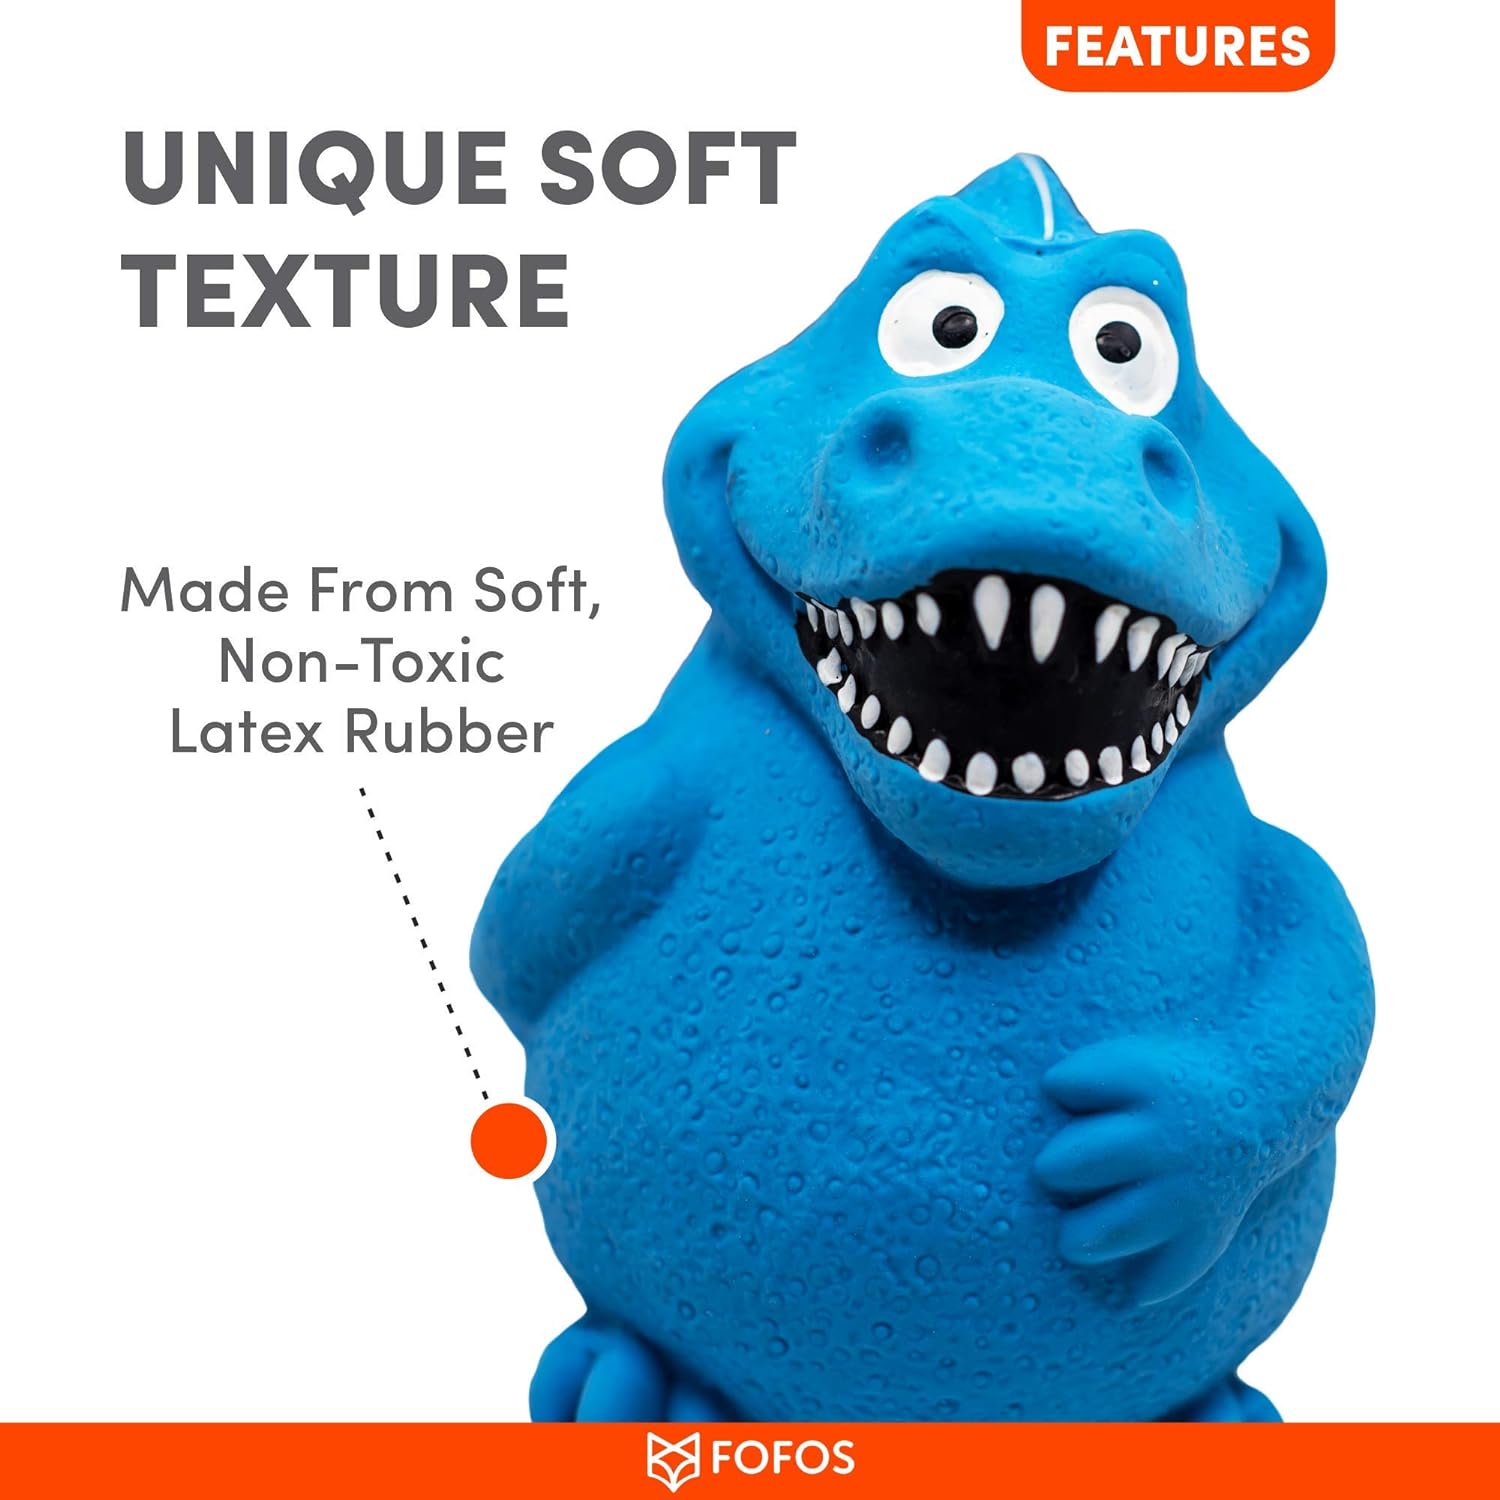 FEATURES
UNIQUE SOFT
TEXTURE
Made From Soft,
Non-Toxic
Latex Rubber
FOFOS